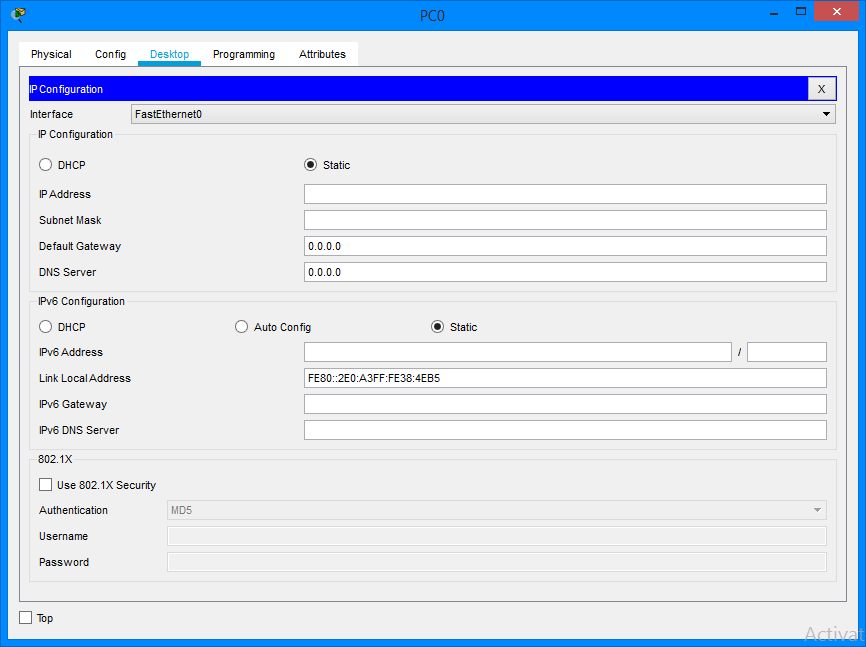 PC0
Physical Config Desktop Programming Attributes
IP Configuration X
Interface FastEthernet0
IP Configuration
DHCP Static
IP Address
Subnet Mask
Default Gateway 0.0.0.0
DNS Server 0.0.0.0
IPv6 Configuration
DHCP Auto Config Static
IPv6 Address /
Link Local Address FE80::2E0:A3FF:FE38:4EB5
IPv6 Gateway
IPv6 DNS Server
802.1X
Use 802.1X Security
Authentication MD5
Username
Password
Top
Activat